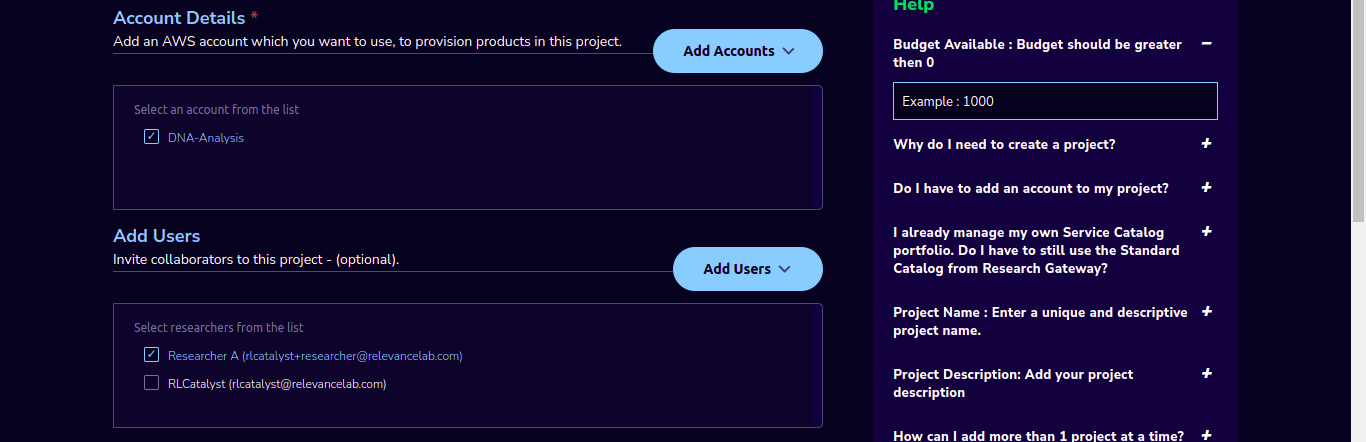 Account Details *
Add an AWS account which you want to use, to provision products in this project.
Add Accounts
Select an account from the list
DNA-Analysis
Add Users
Invite collaborators to this project - (optional).
Add Users
Select researchers from the list
Researcher A (rlcatalyst+researcher@relevancelab.com)
RLCatalyst (rlcatalyst@relevancelab.com)
Help
Budget Available : Budget should be greater
then 0
Example : 1000
Why do I need to create a project?
Do I have to add an account to my project?
I already manage my own Service Catalog
portfolio. Do I have to still use the Standard
Catalog from Research Gateway?
Project Name : Enter a unique and descriptive
project name.
Project Description: Add your project
description
How can I add more than 1 project at a time?